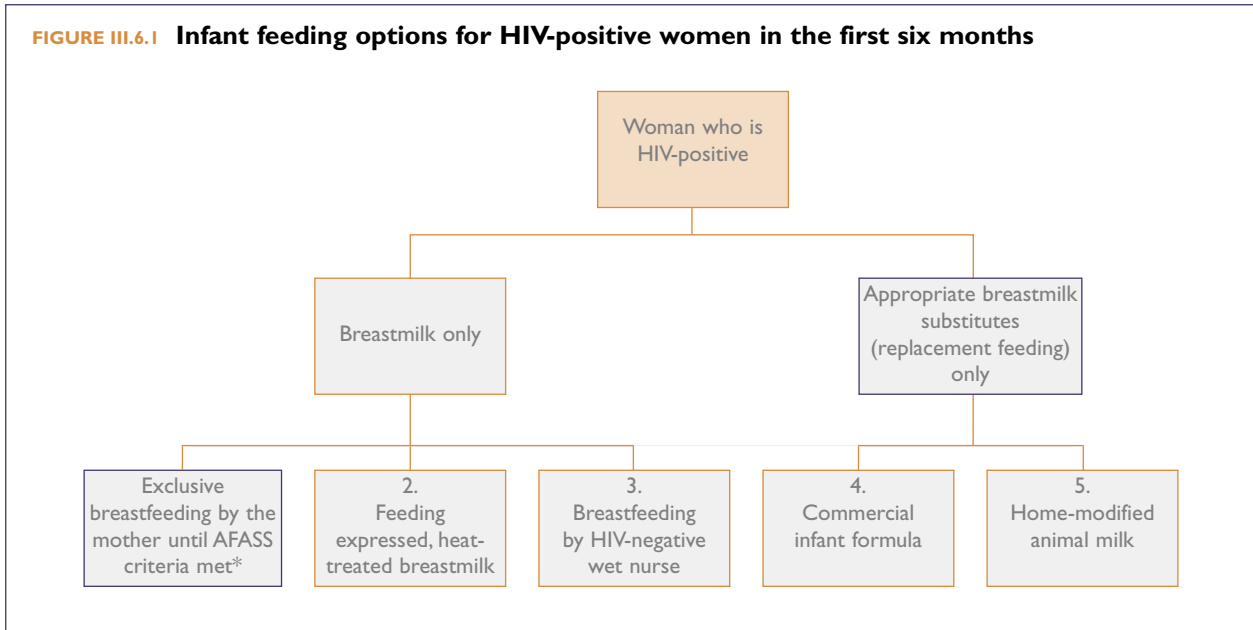 FIGURE III.6.1 Infant feeding options for HIV-positive women in the first six months
Woman who is
HIV-positive
Breastmilk only
Appropriate breastmilk
substitutes
(replacement feeding)
only
Exclusive
breastfeeding by the
mother until AFASS
criteria met*
2.
Feeding
expressed, heat-
treated breastmilk
3.
Breastfeeding
by HIV-negative
wet nurse
4.
Commercial
infant formula
5.
Home-modified
animal milk